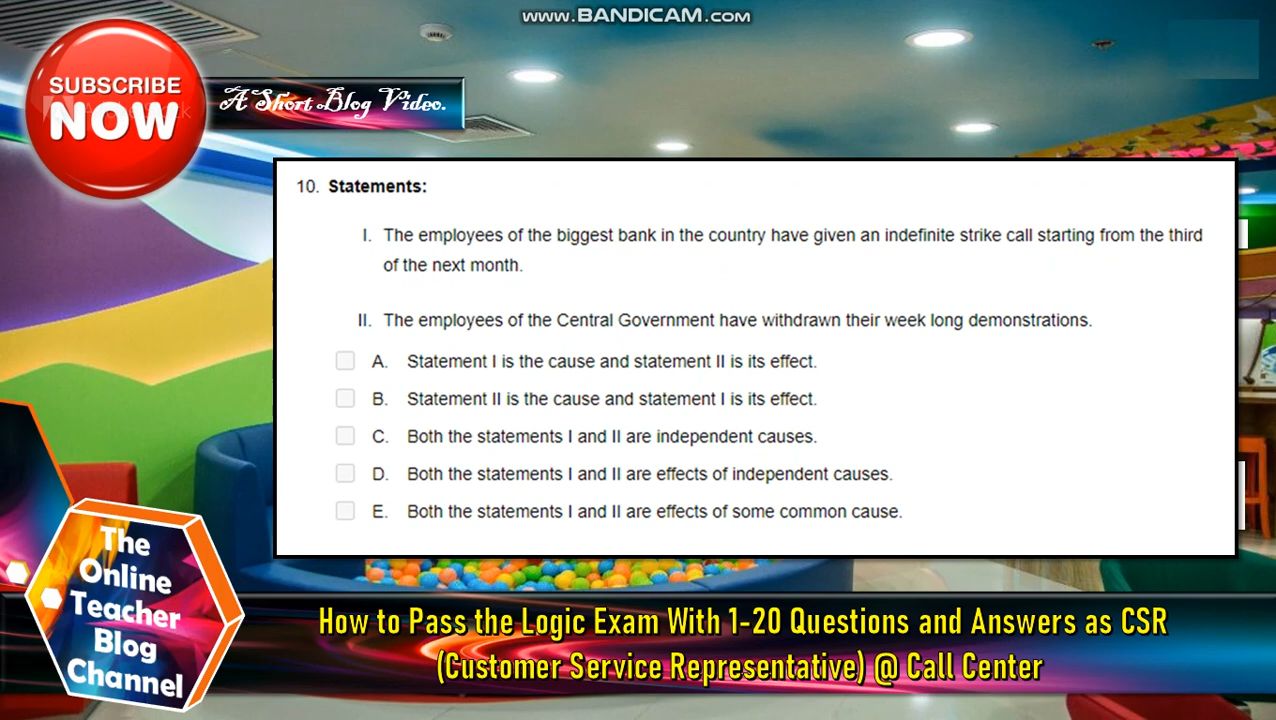 www.BANDICAM.com
SUBSCRIBE
NOW
A Short Blog Video.
10. Statements:
I. The employees of the biggest bank in the country have given an indefinite strike call starting from the third
of the next month.
II. The employees of the Central Government have withdrawn their week long demonstrations.
A. Statement I is the cause and statement II is its effect.
B. Statement II is the cause and statement I is its effect.
C. Both the statements I and II are independent causes.
D. Both the statements I and II are effects of independent causes.
E. Both the statements I and II are effects of some common cause.
The
Online
Teacher
Blog
Channel
How to Pass the Logic Exam With 1-20 Questions and Answers as CSR
(Customer Service Representative) @ Call Center